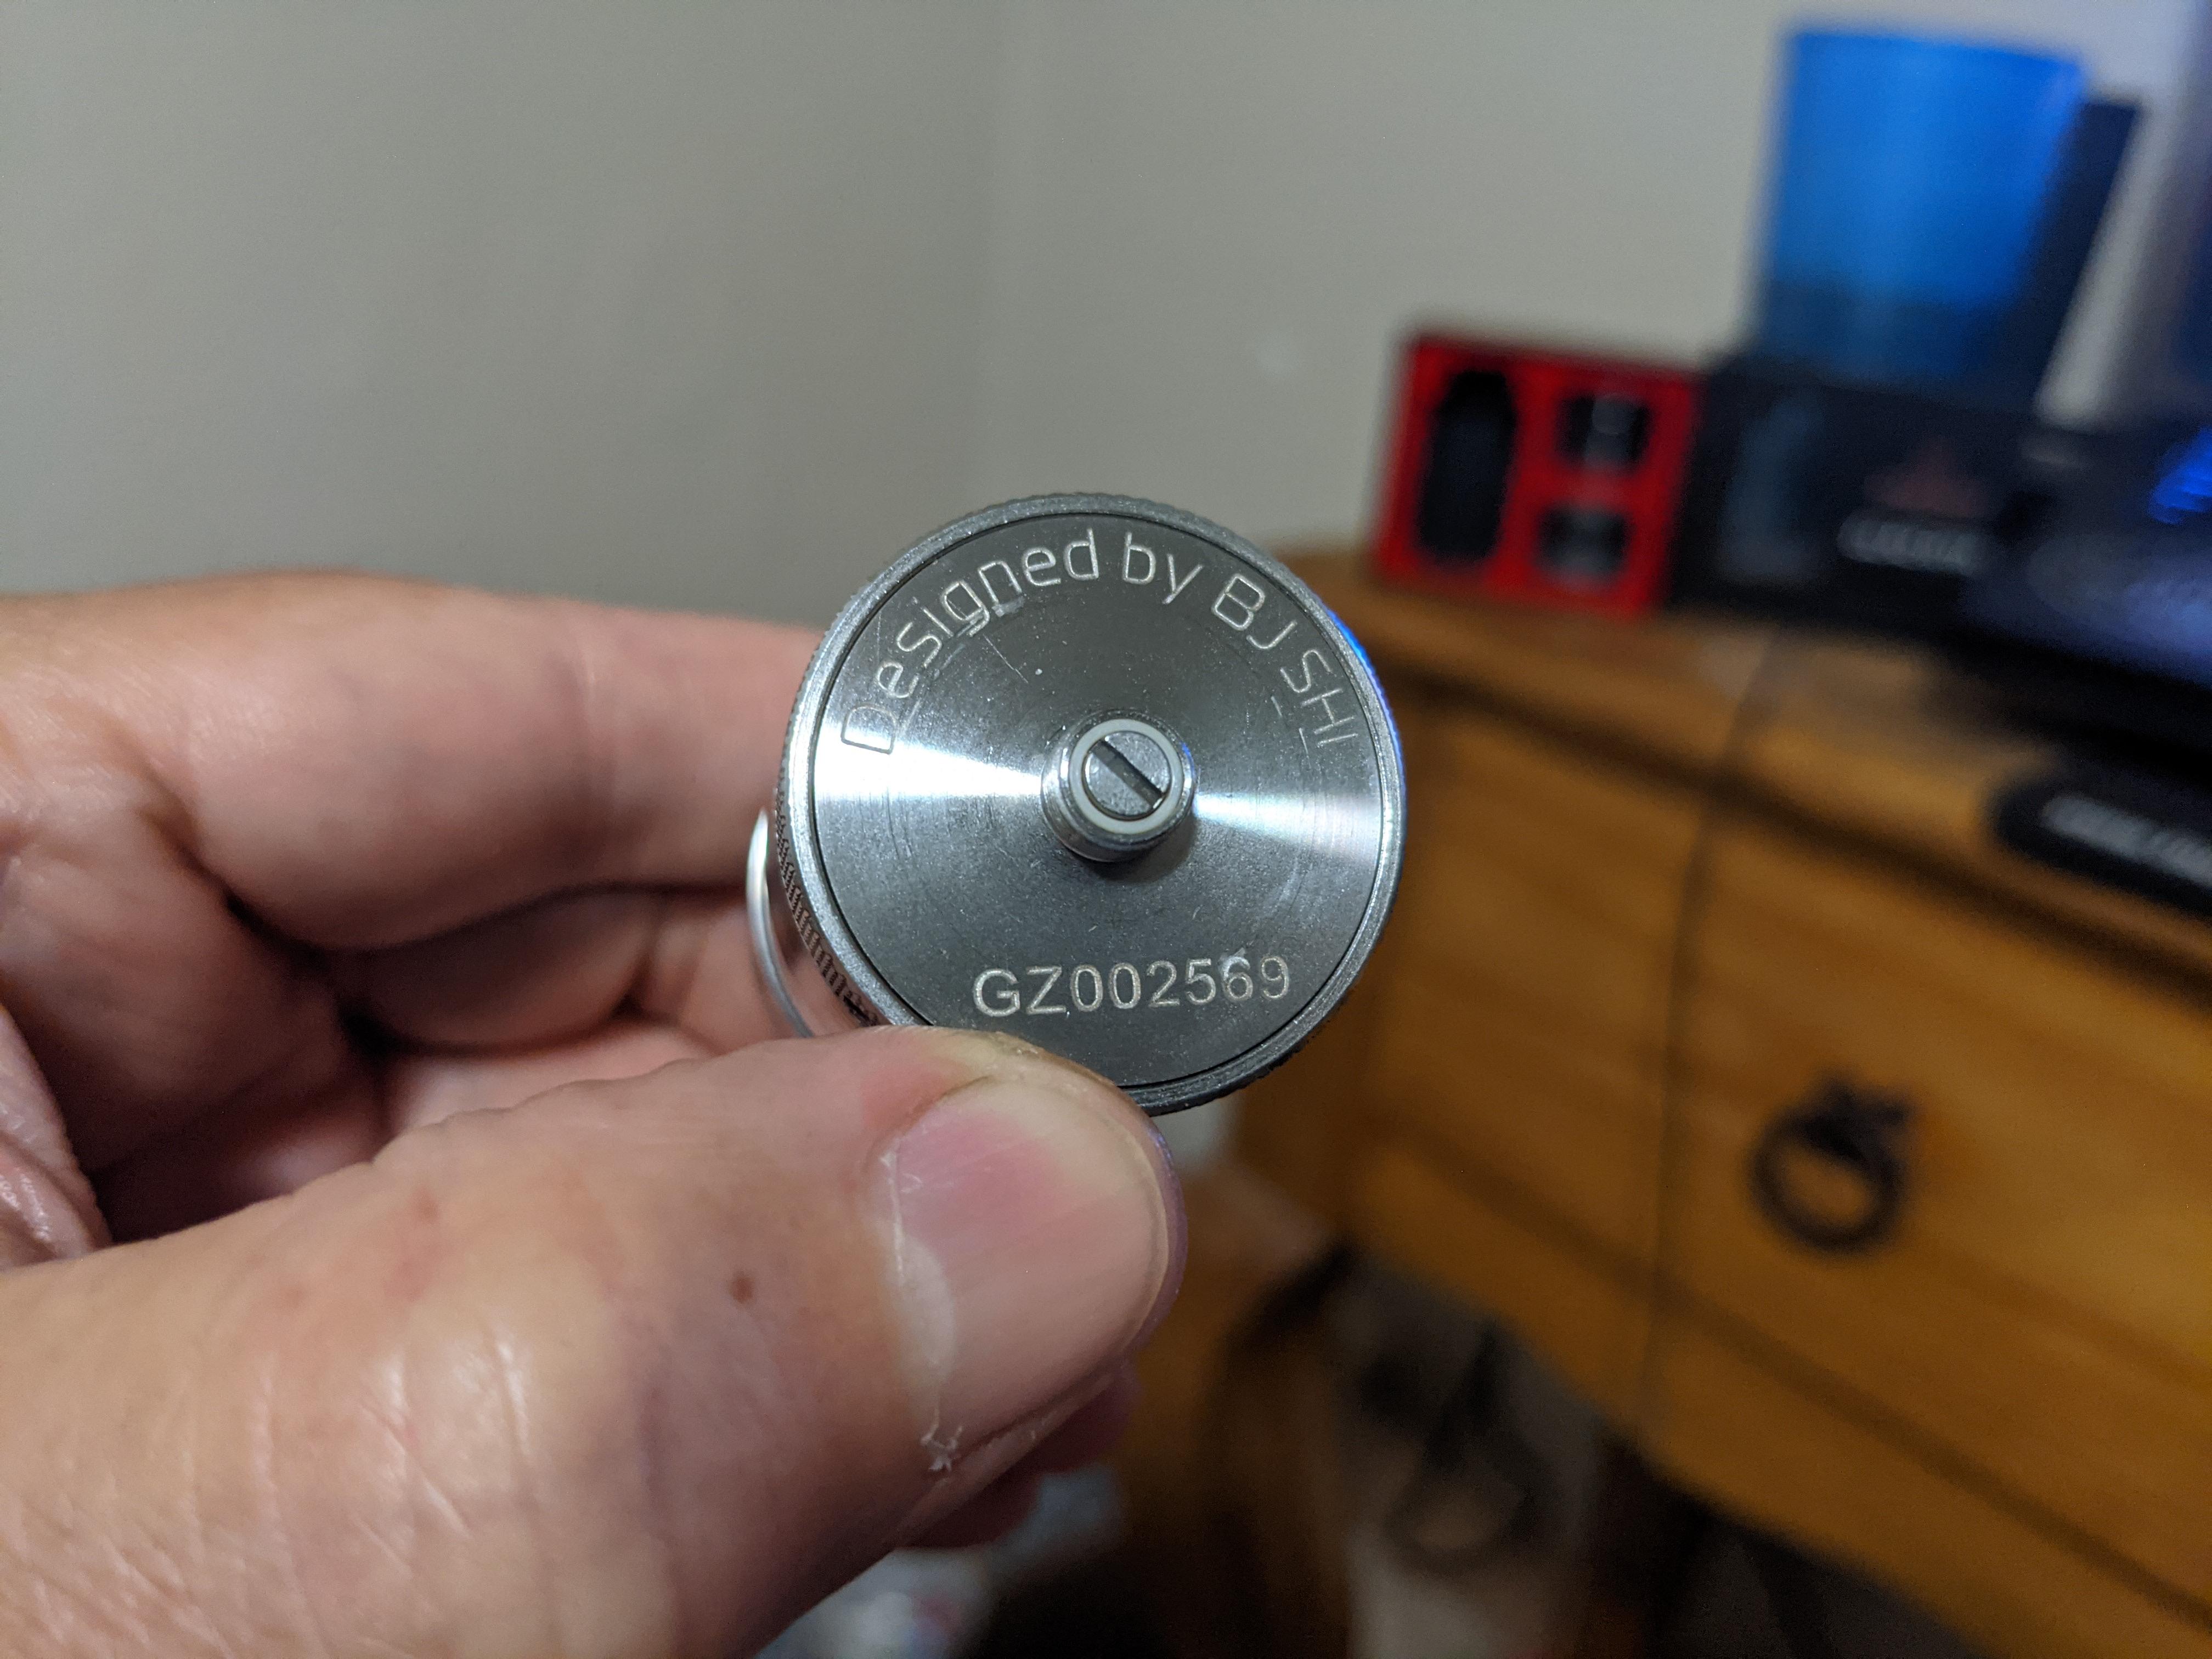 Designed by BJ SHI
GZ002569